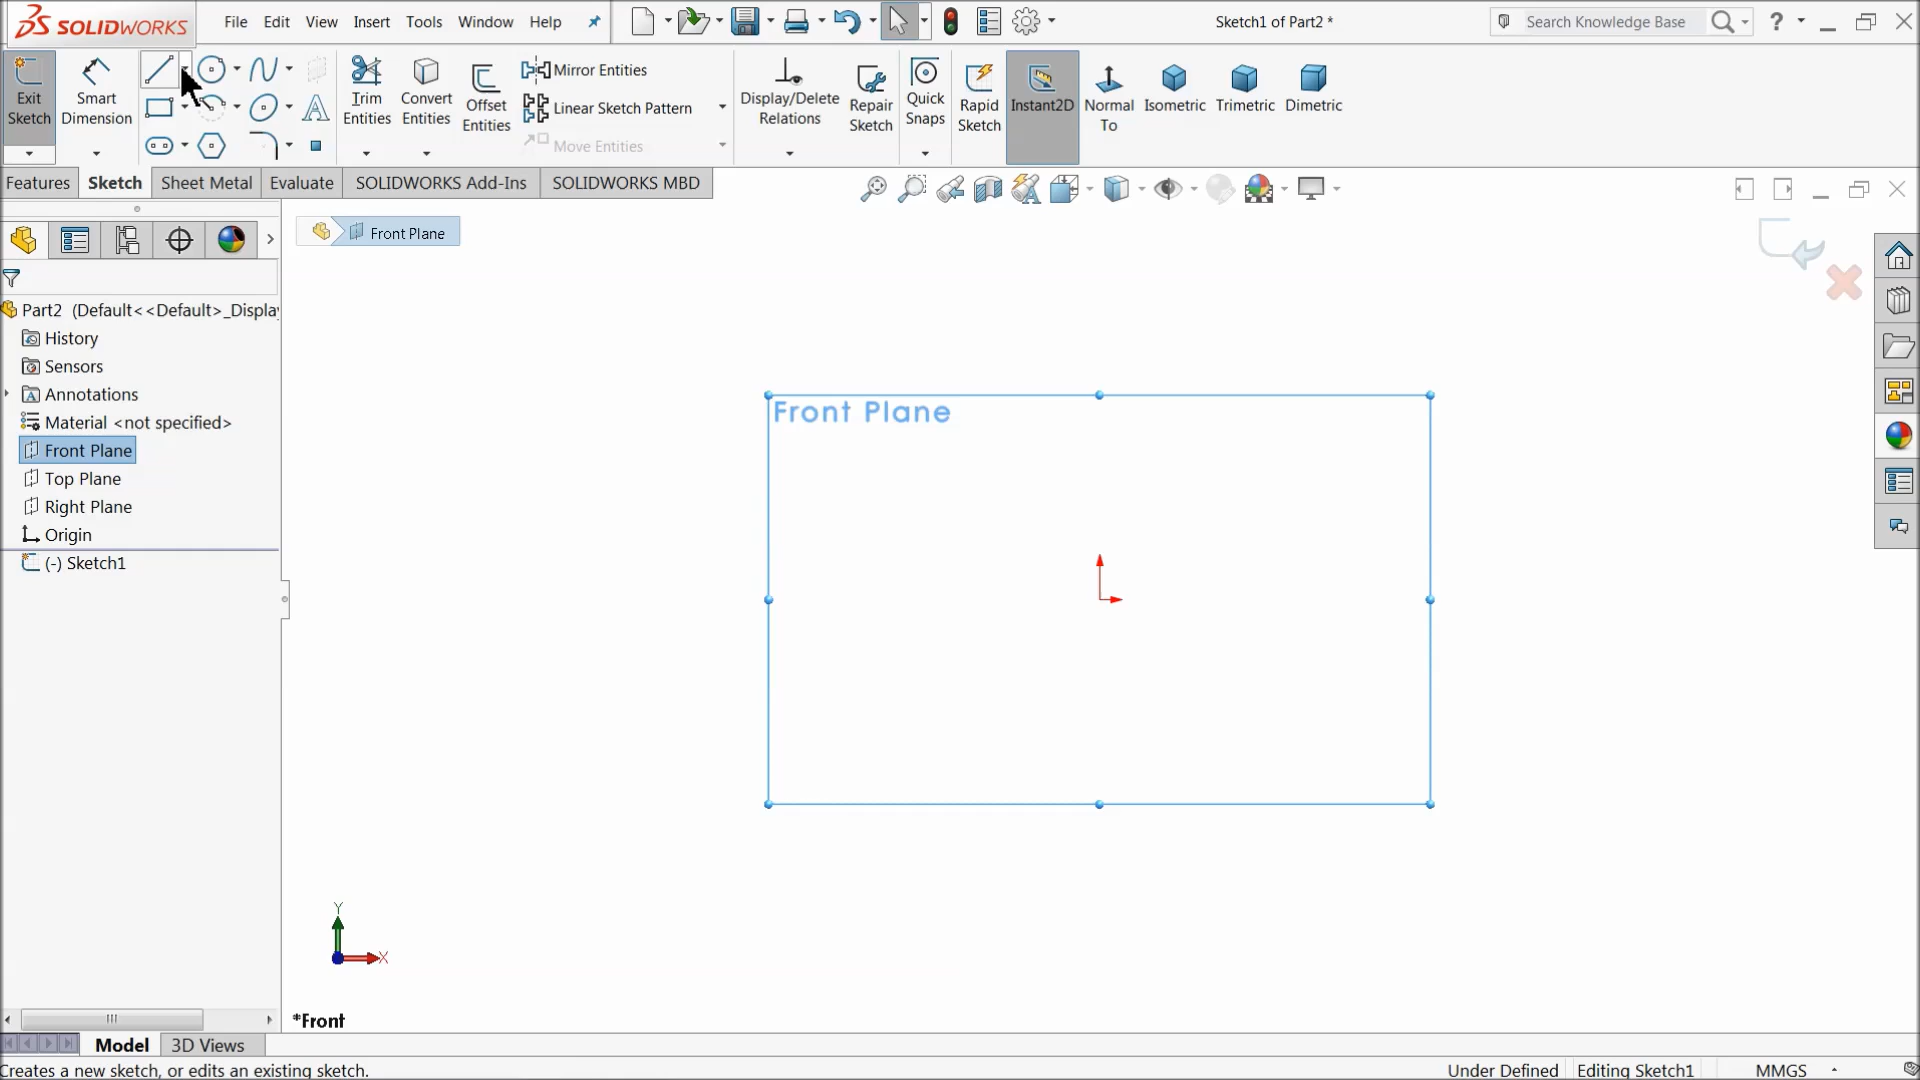 SOLIDWORKS File Edit View Insert Tools Window Help Sketch1 of Part2 * Search Knowledge Base ?
Exit Sketch
Smart Dimension
Trim Entities
Convert Entities
Offset Entities
Mirror Entities
Linear Sketch Pattern
Move Entities
Display/Delete Relations
Repair Sketch
Quick Snaps
Rapid Sketch
Instant2D
Normal To
Isometric
Trimetric
Dimetric
Features Sketch Sheet Metal Evaluate SOLIDWORKS Add-Ins SOLIDWORKS MBD
Front Plane
Part2 (Default<<Default>_Displa
History
Sensors
Annotations
Material <not specified>
Front Plane
Top Plane
Right Plane
Origin
(-) Sketch1
Front Plane
Y
X
*Front
Model 3D Views
Creates a new sketch, or edits an existing sketch. Under Defined Editing Sketch1 MMGS